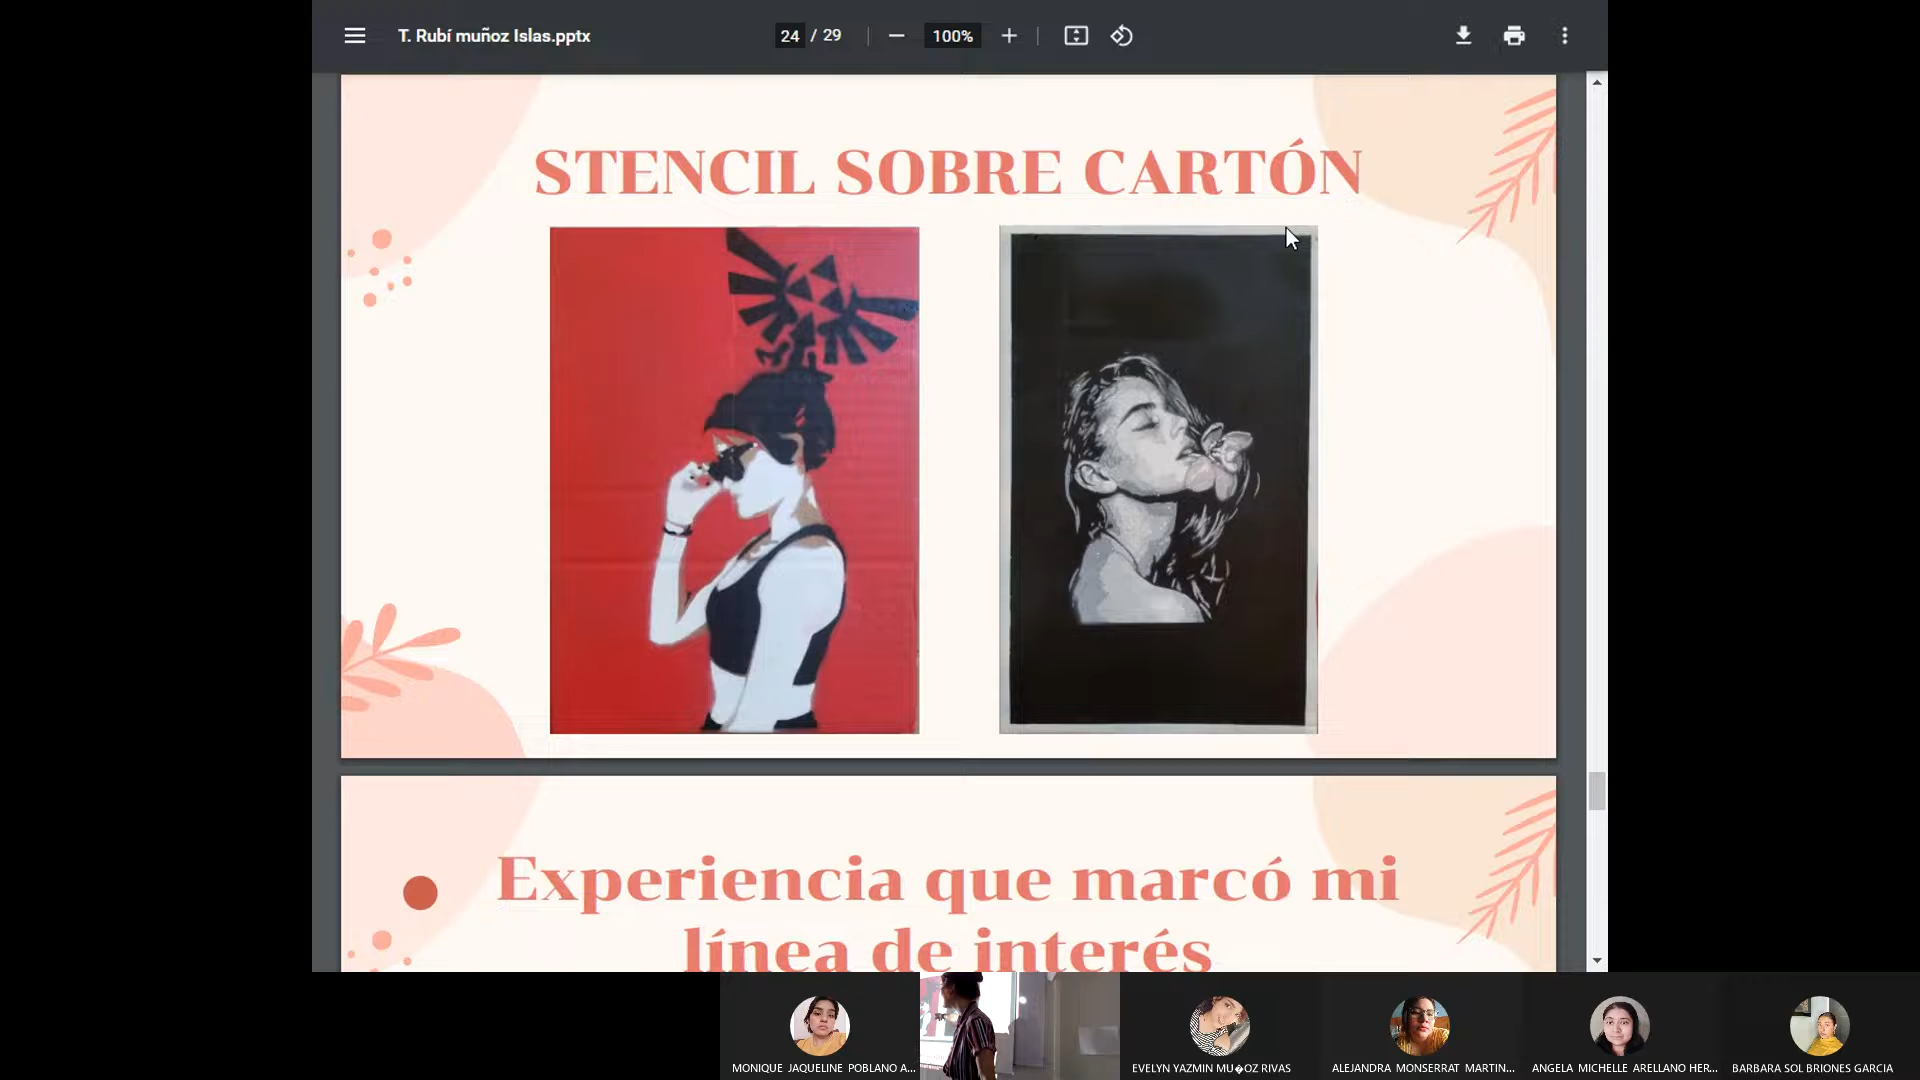 T. Rubí muñoz Islas.pptx
24 / 29
100%
STENCIL SOBRE CARTÓN
Experiencia que marcó mi
línea de interés
MONIQUE JAQUELINE POBLANO A...
EVELYN YAZMIN MU�OZ RIVAS
ALEJANDRA MONSERRAT MARTIN...
ANGELA MICHELLE ARELLANO HER...
BARBARA SOL BRIONES GARCIA